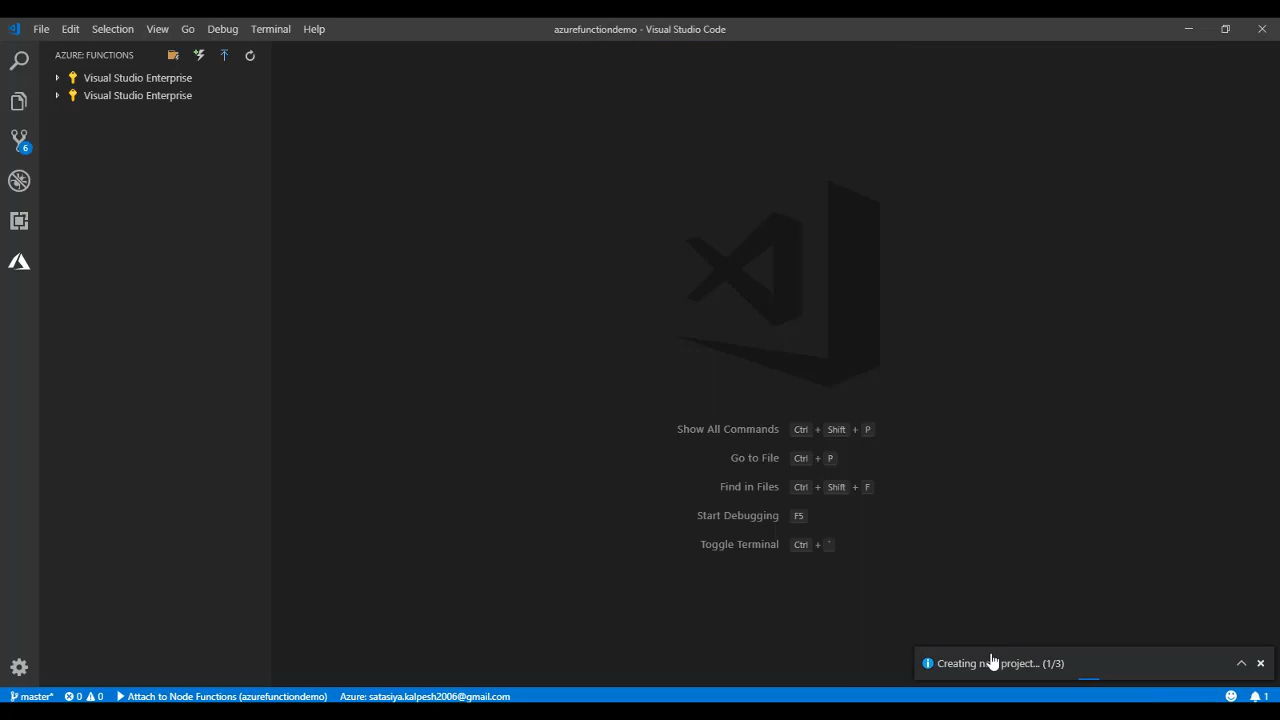 File Edit Selection View Go Debug Terminal Help
azurefunctiondemo - Visual Studio Code
AZURE: FUNCTIONS
Visual Studio Enterprise
Visual Studio Enterprise
6
Show All Commands Ctrl + Shift + P
Go to File Ctrl + P
Find in Files Ctrl + Shift + F
Start Debugging F5
Toggle Terminal Ctrl + `
Creating project... (1/3)
master* 0 0 Attach to Node Functions (azurefunctiondemo) Azure: satasiya.kalpesh2006@gmail.com 1